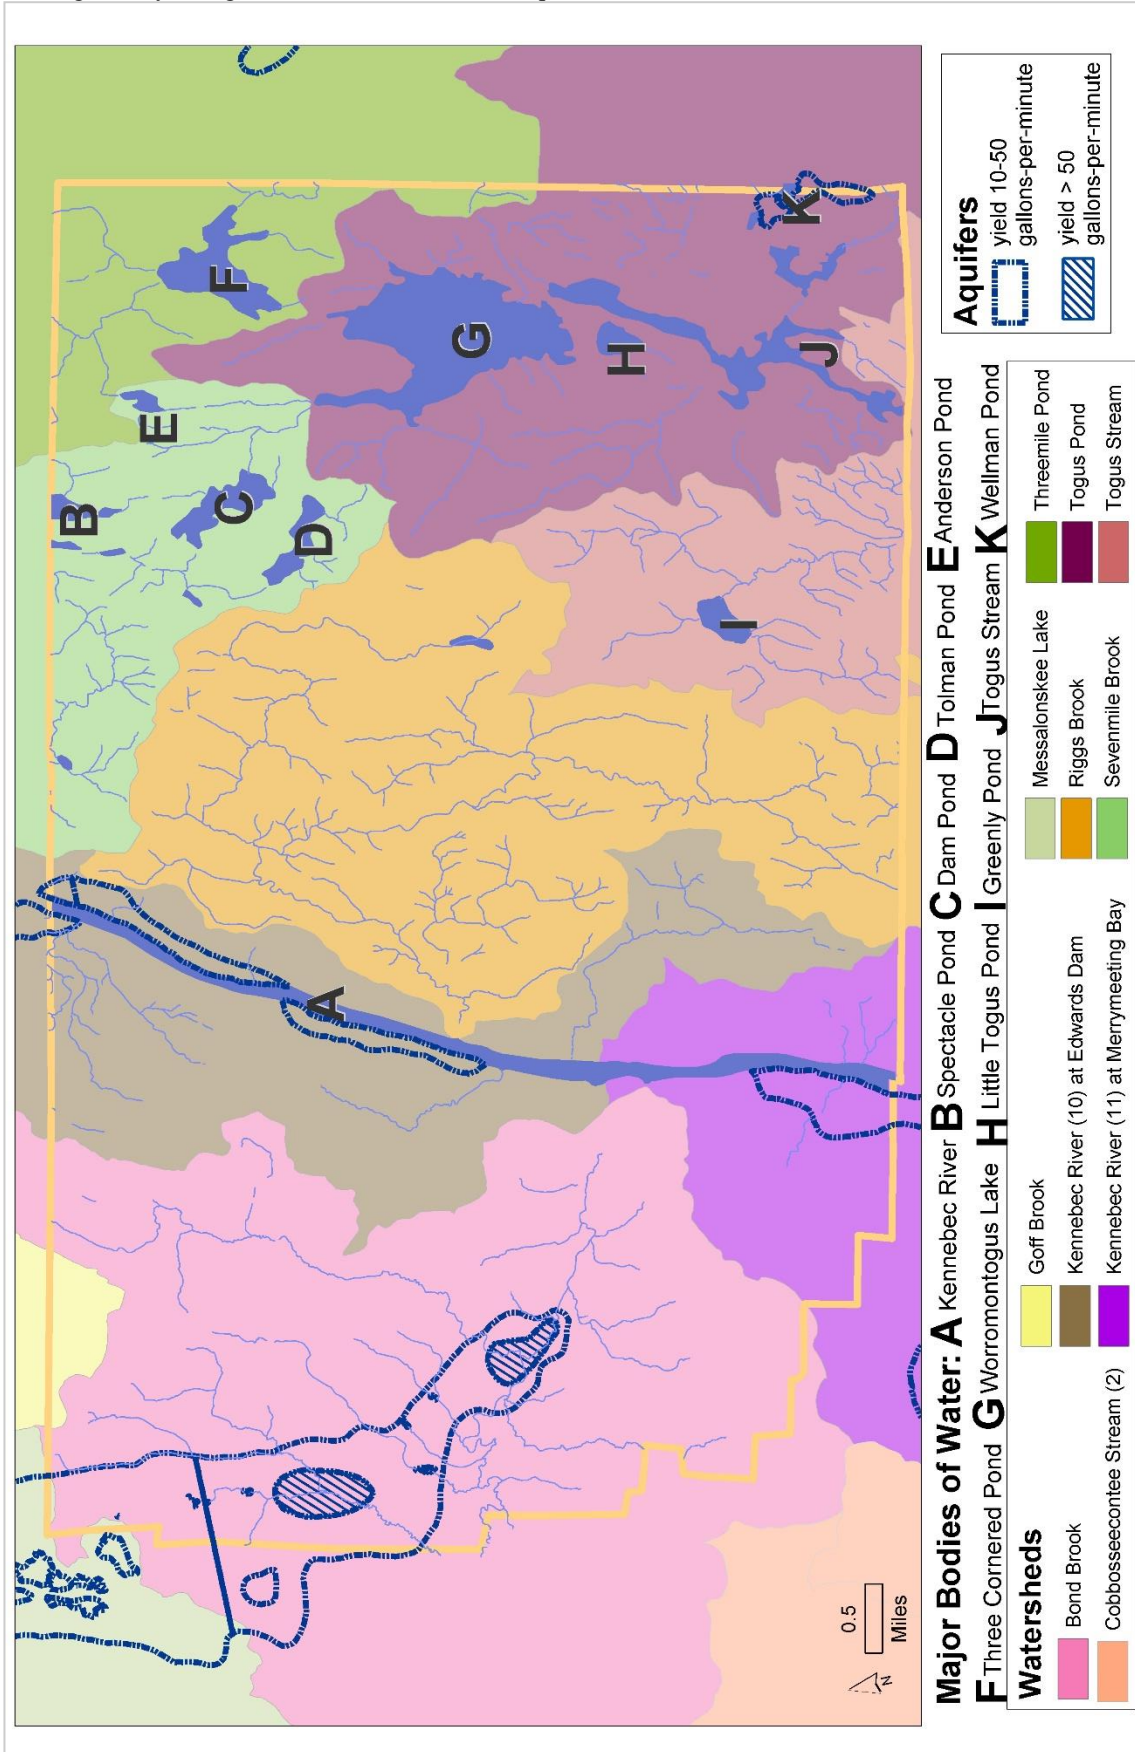 B
E
F
C
D
G
A
H
I
J
K
N
0.5
Miles
Major Bodies of Water: A Kennebec River B Spectacle Pond C Dam Pond D Tolman Pond E Anderson Pond
F Three Cornered Pond G Worromontogus Lake H Little Togus Pond I Greenly Pond J Togus Stream K Wellman Pond
Watersheds
Bond Brook
Cobbosseecontee Stream (2)
Goff Brook
Kennebec River (10) at Edwards Dam
Kennebec River (11) at Merrymeeting Bay
Messalonskee Lake
Riggs Brook
Sevenmile Brook
Threemile Pond
Togus Pond
Togus Stream
Aquifers
yield 10-50
gallons-per-minute
yield > 50
gallons-per-minute